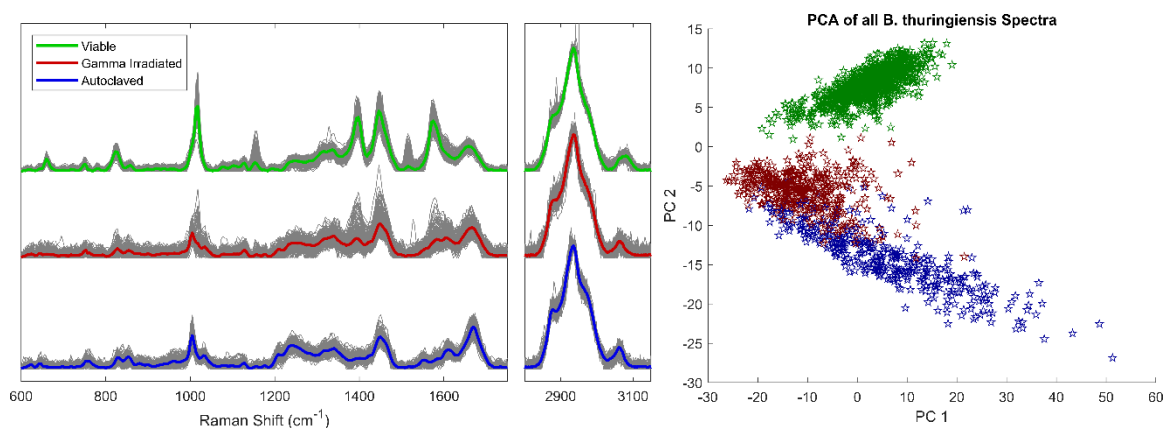 Viable
Gamma Irradiated
Autoclaved
600 800 1000 1200 1400 1600 2900 3100
Raman Shift (cm-1)
PCA of all B. thuringiensis Spectra
15
10
5
0
-5
-10
-15
-20
-25
-30
PC 2
-30 -20 -10 0 10 20 30 40 50 60
PC 1